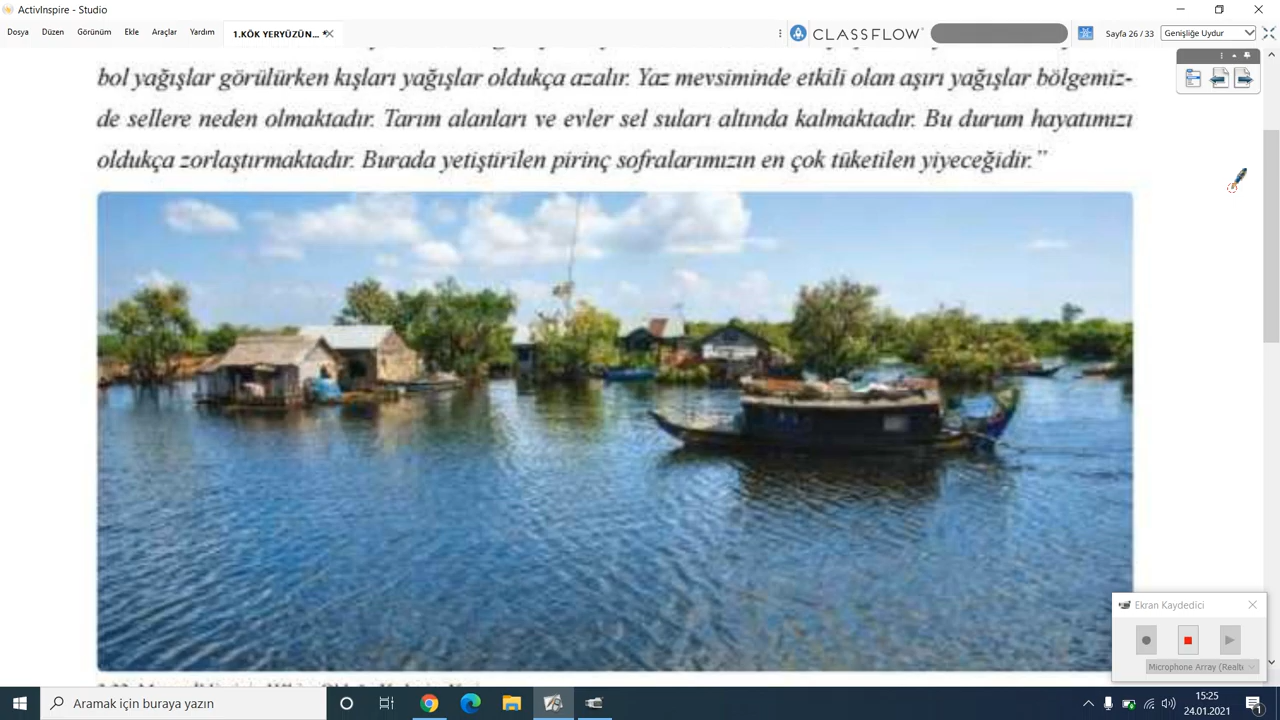 ActivInspire - Studio
Dosya Düzen Görünüm Ekle Araçlar Yardım 1.KÖK YERYÜZÜN... CLASSFLOW Sayfa 26 / 33 Genişliğe Uydur
bol yağışlar görülürken kışları yağışlar oldukça azalır. Yaz mevsiminde etkili olan aşırı yağışlar bölgemiz-
de sellere neden olmaktadır. Tarım alanları ve evler sel suları altında kalmaktadır. Bu durum hayatımızı
oldukça zorlaştırmaktadır. Burada yetiştirilen pirinç sofralarımızın en çok tüketilen yiyeceğidir."
Ekran Kaydedici
Microphone Array (Realte
Aramak için buraya yazın
15:25
24.01.2021
1